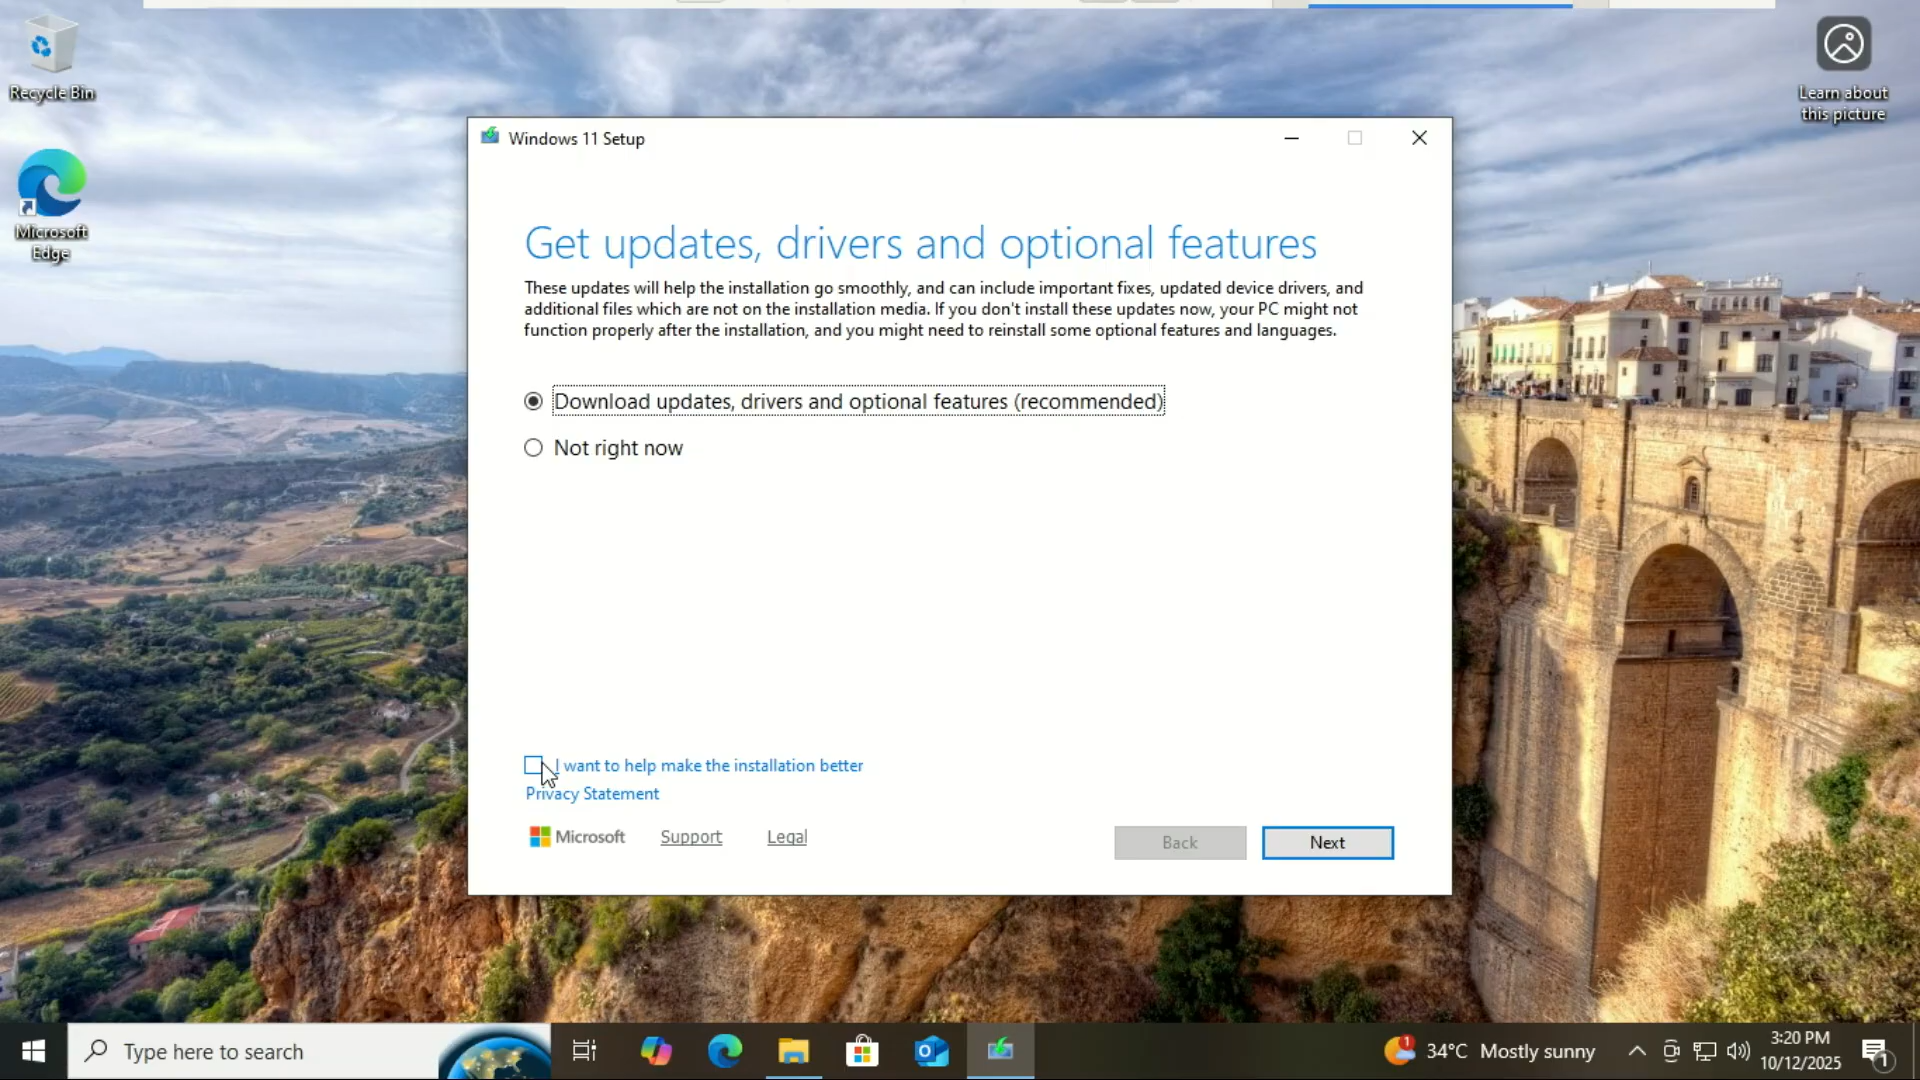 Recycle Bin
Microsoft
Edge
Learn about
this picture
Windows 11 Setup
Get updates, drivers and optional features
These updates will help the installation go smoothly, and can include important fixes, updated device drivers, and
additional files which are not on the installation media. If you don't install these updates now, your PC might not
function properly after the installation, and you might need to reinstall some optional features and languages.
Download updates, drivers and optional features (recommended)
Not right now
I want to help make the installation better
Privacy Statement
Microsoft
Support
Legal
Back
Next
Type here to search
1
34°C Mostly sunny
3:20 PM
10/12/2025
1